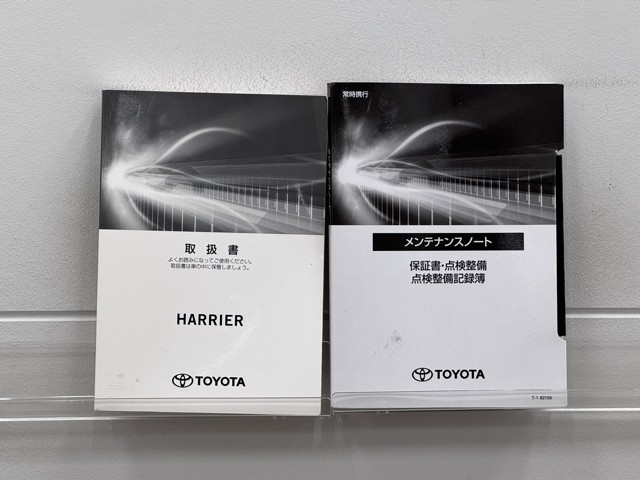 取扱書
よくお読みになってご使用ください。
取扱書は車の中に保管しましょう。
HARRIER
TOYOTA
常時携行
メンテナンスノート
保証書・点検整備
点検整備記録簿
TOYOTA